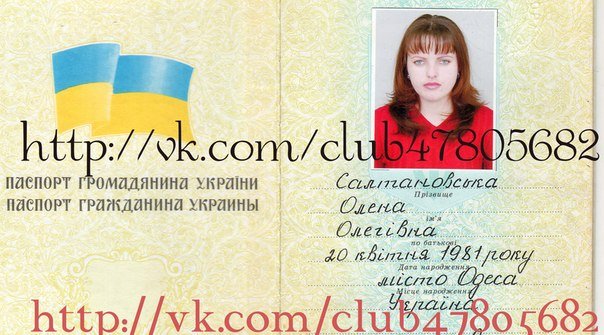 http://vk.com/club47805682
ПАСПОРТ ГРОМАДЯНИНА УКРАЇНИ
ПАСПОРТ ГРАЖДАНИНА УКРАИНЫ
Салтановська
Прізвище
Олена
ім'я
Олегівна
по батькові
20 квітня 1981 року
Дата народження
місто Одеса
Місце народження
Україна
http://vk.com/club47805682